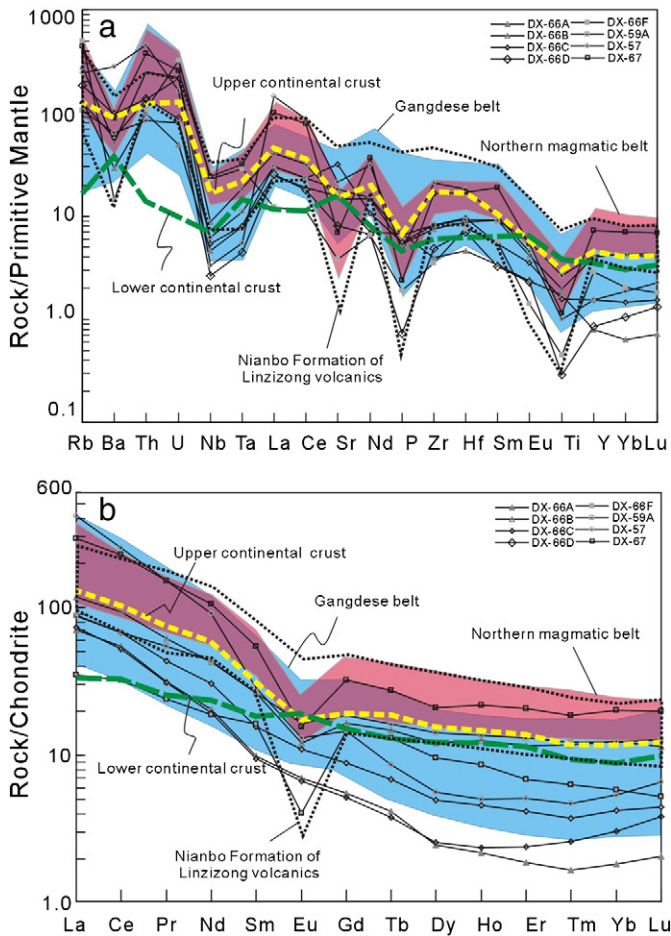 a
1000
100
10
1.0
0.1
Rock/Primitive Mantle
DX-66A DX-66F
DX-66B DX-59A
DX-66C DX-57
DX-66D DX-67
Upper continental crust
Gangdese belt
Northern magmatic belt
Lower continental crust
Nianbo Formation of
Linzizong volcanics
Rb Ba Th U Nb Ta La Ce Sr Nd P Zr Hf Sm Eu Ti Y Yb Lu
b
600
100
10
1.0
Rock/Chondrite
DX-66A DX-66F
DX-66B DX-59A
DX-66C DX-57
DX-66D DX-67
Upper continental crust
Gangdese belt
Northern magmatic belt
Lower continental crust
Nianbo Formation of
Linzizong volcanics
La Ce Pr Nd Sm Eu Gd Tb Dy Ho Er Tm Yb Lu